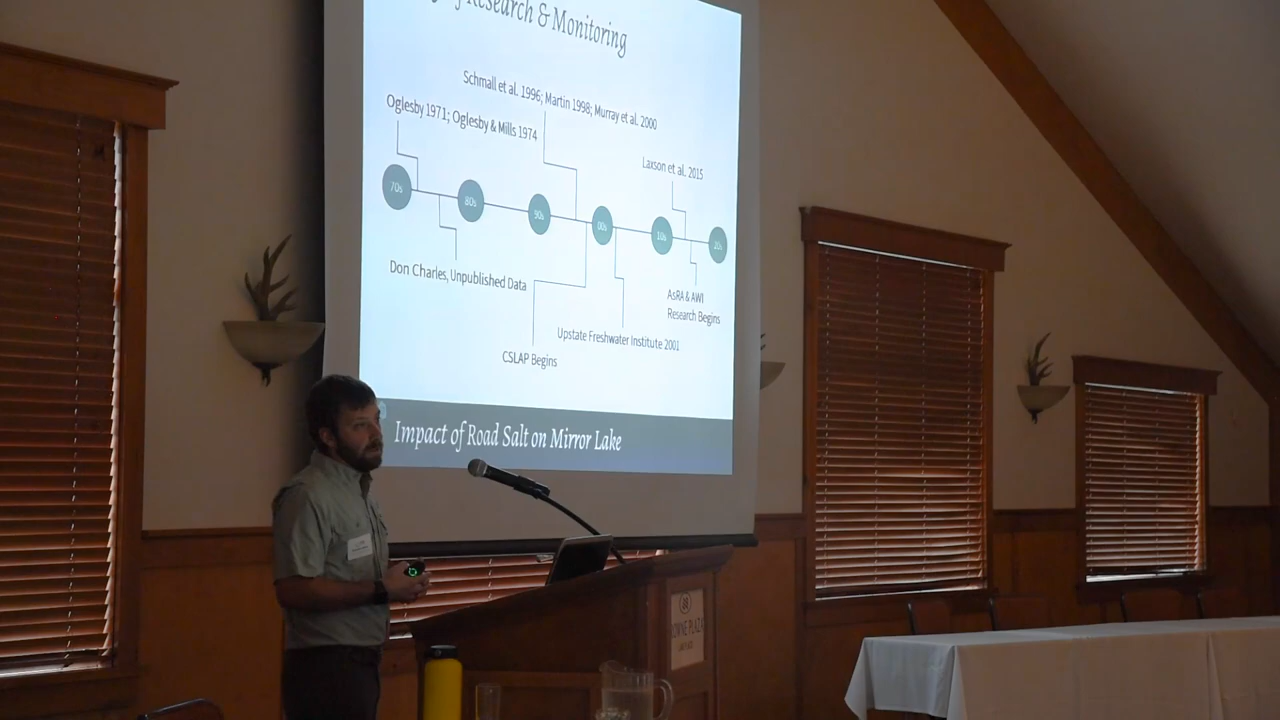 Research & Monitoring
Schmall et al. 1996; Martin 1998; Murray et al. 2000
Oglesby 1971; Oglesby & Mills 1974
Laxson et al. 2015
70s
80s
90s
00s
10s
20s
Don Charles, Unpublished Data
AsRA & AWI
Research Begins
Upstate Freshwater Institute 2001
CSLAP Begins
Impact of Road Salt on Mirror Lake
PLAZA